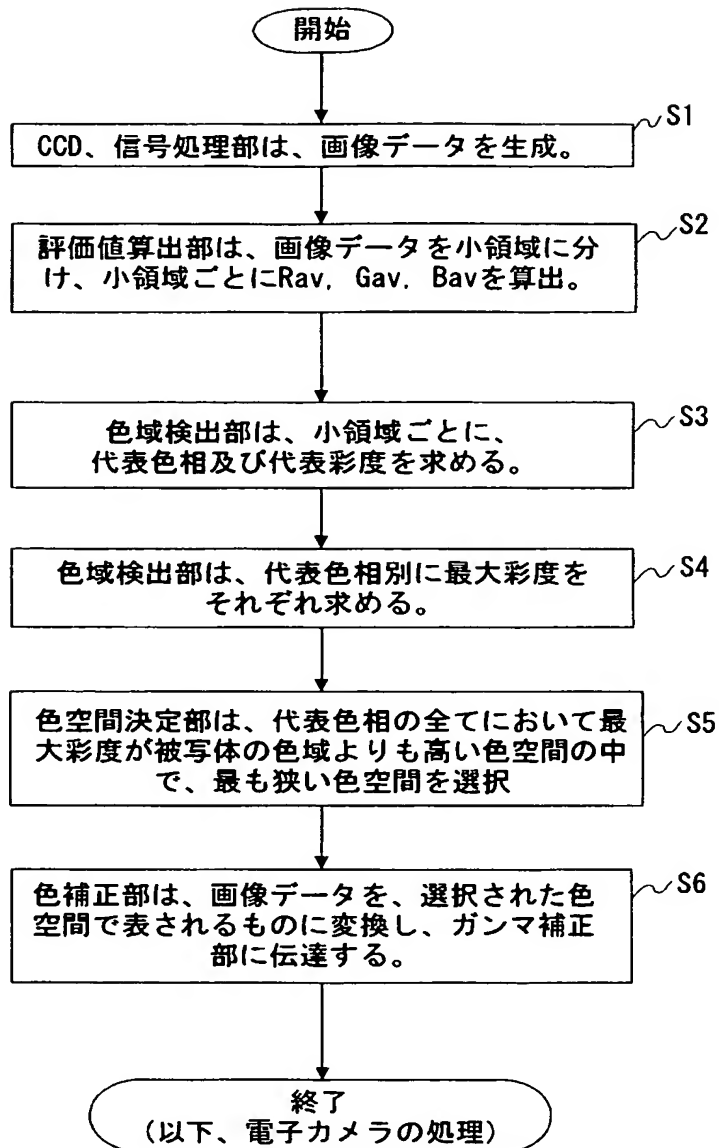 開始
S1
CCD、信号処理部は、画像データを生成。
S2
評価値算出部は、画像データを小領域に分
け、小領域ごとにRav, Gav, Bavを算出。
S3
色域検出部は、小領域ごとに、
代表色相及び代表彩度を求める。
S4
色域検出部は、代表色相別に最大彩度を
それぞれ求める。
S5
色空間決定部は、代表色相の全てにおいて最
大彩度が被写体の色域よりも高い色空間の中
で、最も狭い色空間を選択
S6
色補正部は、画像データを、選択された色
空間で表されるものに変換し、ガンマ補正
部に伝達する。
終了
(以下、電子カメラの処理)